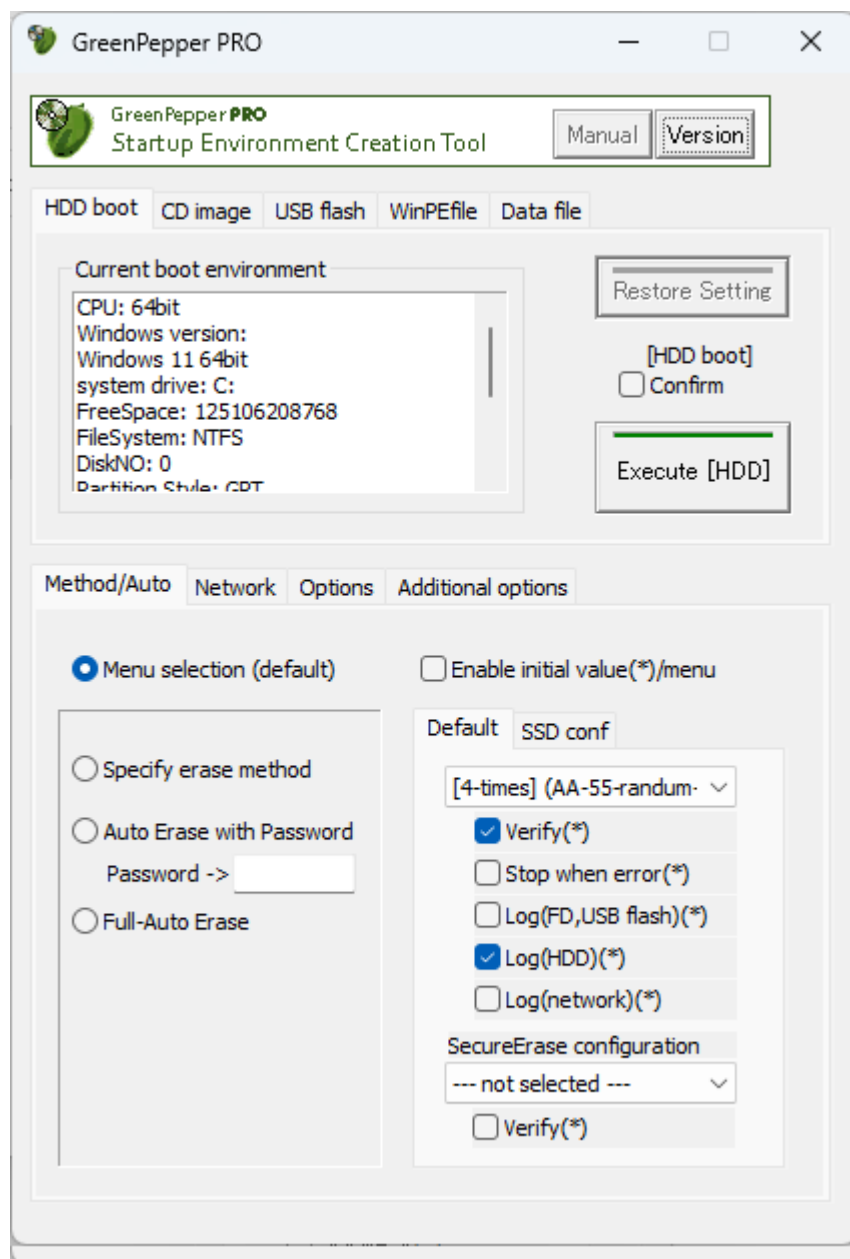 GreenPepper PRO
GreenPepper PRO
Startup Environment Creation Tool
Manual
Version
HDD boot
CD image
USB flash
WinPEfile
Data file
Current boot environment
CPU: 64bit
Windows version:
Windows 11 64bit
system drive: C:
FreeSpace: 125106208768
FileSystem: NTFS
DiskNO: 0
Partition Style: GPT
Restore Setting
[HDD boot]
Confirm
Execute [HDD]
Method/Auto
Network
Options
Additional options
Menu selection (default)
Enable initial value(*)/menu
Specify erase method
Auto Erase with Password
Password ->
Full-Auto Erase
Default
SSD conf
[4-times] (AA-55-randum-
Verify(*)
Stop when error(*)
Log(FD,USB flash)(*)
Log(HDD)(*)
Log(network)(*)
SecureErase configuration
--- not selected ---
Verify(*)